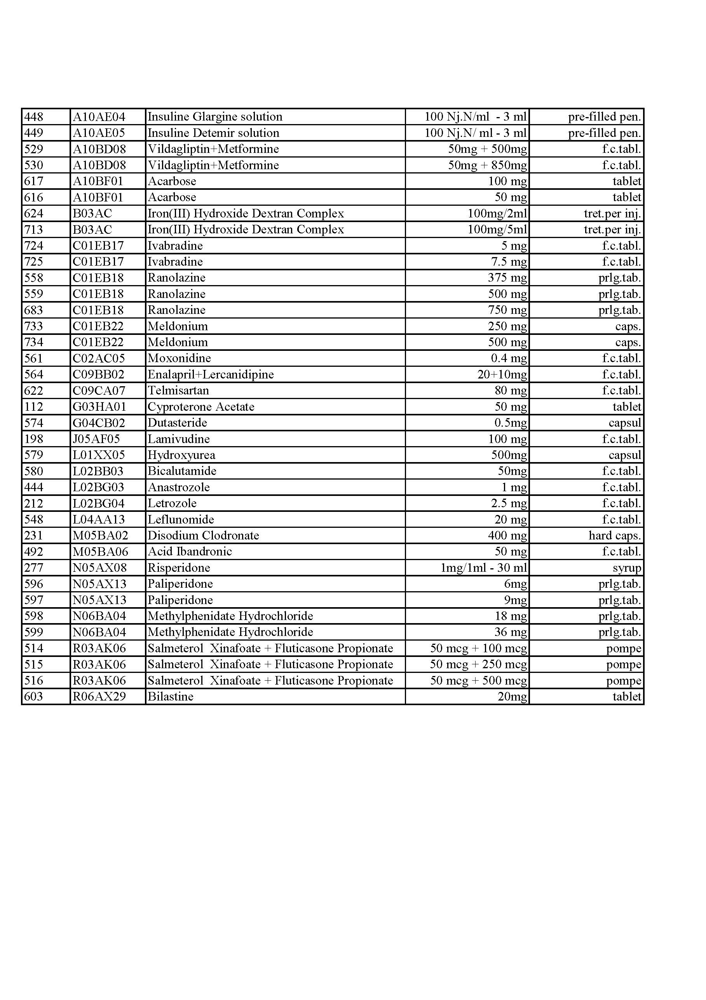 448 A10AE04 Insuline Glargine solution 100 Nj.N/ml  - 3 ml pre-filled pen.
449 A10AE05 Insuline Detemir solution 100 Nj.N/ ml - 3 ml pre-filled pen.
529 A10BD08 Vildagliptin+Metformine 50mg + 500mg f.c.tabl.
530 A10BD08 Vildagliptin+Metformine 50mg + 850mg f.c.tabl.
617 A10BF01 Acarbose 100 mg tablet
616 A10BF01 Acarbose 50 mg tablet
624 B03AC Iron(III) Hydroxide Dextran Complex 100mg/2ml tret.per inj.
713 B03AC Iron(III) Hydroxide Dextran Complex 100mg/5ml tret.per inj.
724 C01EB17 Ivabradine 5 mg f.c.tabl.
725 C01EB17 Ivabradine 7.5 mg f.c.tabl.
558 C01EB18 Ranolazine 375 mg prlg.tab.
559 C01EB18 Ranolazine 500 mg prlg.tab.
683 C01EB18 Ranolazine 750 mg prlg.tab.
733 C01EB22 Meldonium 250 mg caps.
734 C01EB22 Meldonium 500 mg caps.
561 C02AC05 Moxonidine 0.4 mg f.c.tabl.
564 C09BB02 Enalapril+Lercanidipine 20+10mg f.c.tabl.
622 C09CA07 Telmisartan 80 mg f.c.tabl.
112 G03HA01 Cyproterone Acetate 50 mg tablet
574 G04CB02 Dutasteride 0.5mg capsul
198 J05AF05 Lamivudine 100 mg f.c.tabl.
579 L01XX05 Hydroxyurea 500mg capsul
580 L02BB03 Bicalutamide 50mg f.c.tabl.
444 L02BG03 Anastrozole 1 mg f.c.tabl.
212 L02BG04 Letrozole 2.5 mg f.c.tabl.
548 L04AA13 Leflunomide 20 mg f.c.tabl.
231 M05BA02 Disodium Clodronate 400 mg hard caps.
492 M05BA06 Acid Ibandronic 50 mg f.c.tabl.
277 N05AX08 Risperidone 1mg/1ml - 30 ml syrup
596 N05AX13 Paliperidone 6mg prlg.tab.
597 N05AX13 Paliperidone 9mg prlg.tab.
598 N06BA04 Methylphenidate Hydrochloride 18 mg prlg.tab.
599 N06BA04 Methylphenidate Hydrochloride 36 mg prlg.tab.
514 R03AK06 Salmeterol  Xinafoate + Fluticasone Propionate 50 mcg + 100 mcg pompe
515 R03AK06 Salmeterol  Xinafoate + Fluticasone Propionate 50 mcg + 250 mcg pompe
516 R03AK06 Salmeterol  Xinafoate + Fluticasone Propionate 50 mcg + 500 mcg pompe
603 R06AX29 Bilastine 20mg tablet